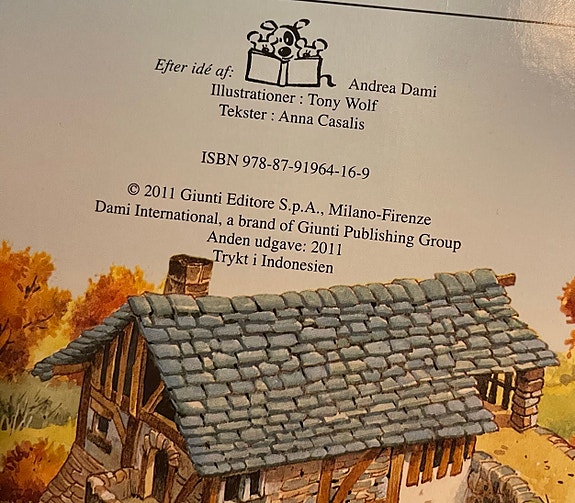 Efter idé af: Andrea Dami
Illustrationer : Tony Wolf
Tekster : Anna Casalis
ISBN 978-87-91964-16-9
© 2011 Giunti Editore S.p.A., Milano-Firenze
Dami International, a brand of Giunti Publishing Group
Anden udgave: 2011
Trykt i Indonesien